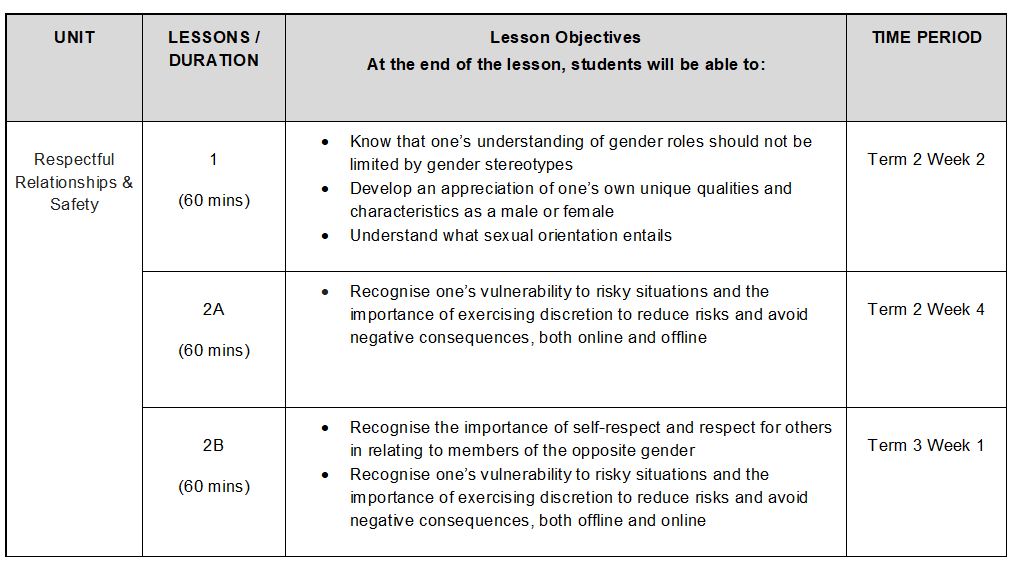 UNIT
LESSONS /
DURATION
Lesson Objectives
At the end of the lesson, students will be able to:
TIME PERIOD
Respectful
Relationships &
Safety
1
(60 mins)
• Know that one’s understanding of gender roles should not be
limited by gender stereotypes
• Develop an appreciation of one’s own unique qualities and
characteristics as a male or female
• Understand what sexual orientation entails
Term 2 Week 2
2A
(60 mins)
• Recognise one’s vulnerability to risky situations and the
importance of exercising discretion to reduce risks and avoid
negative consequences, both online and offline
Term 2 Week 4
2B
(60 mins)
• Recognise the importance of self-respect and respect for others
in relating to members of the opposite gender
• Recognise one’s vulnerability to risky situations and the
importance of exercising discretion to reduce risks and avoid
negative consequences, both offline and online
Term 3 Week 1